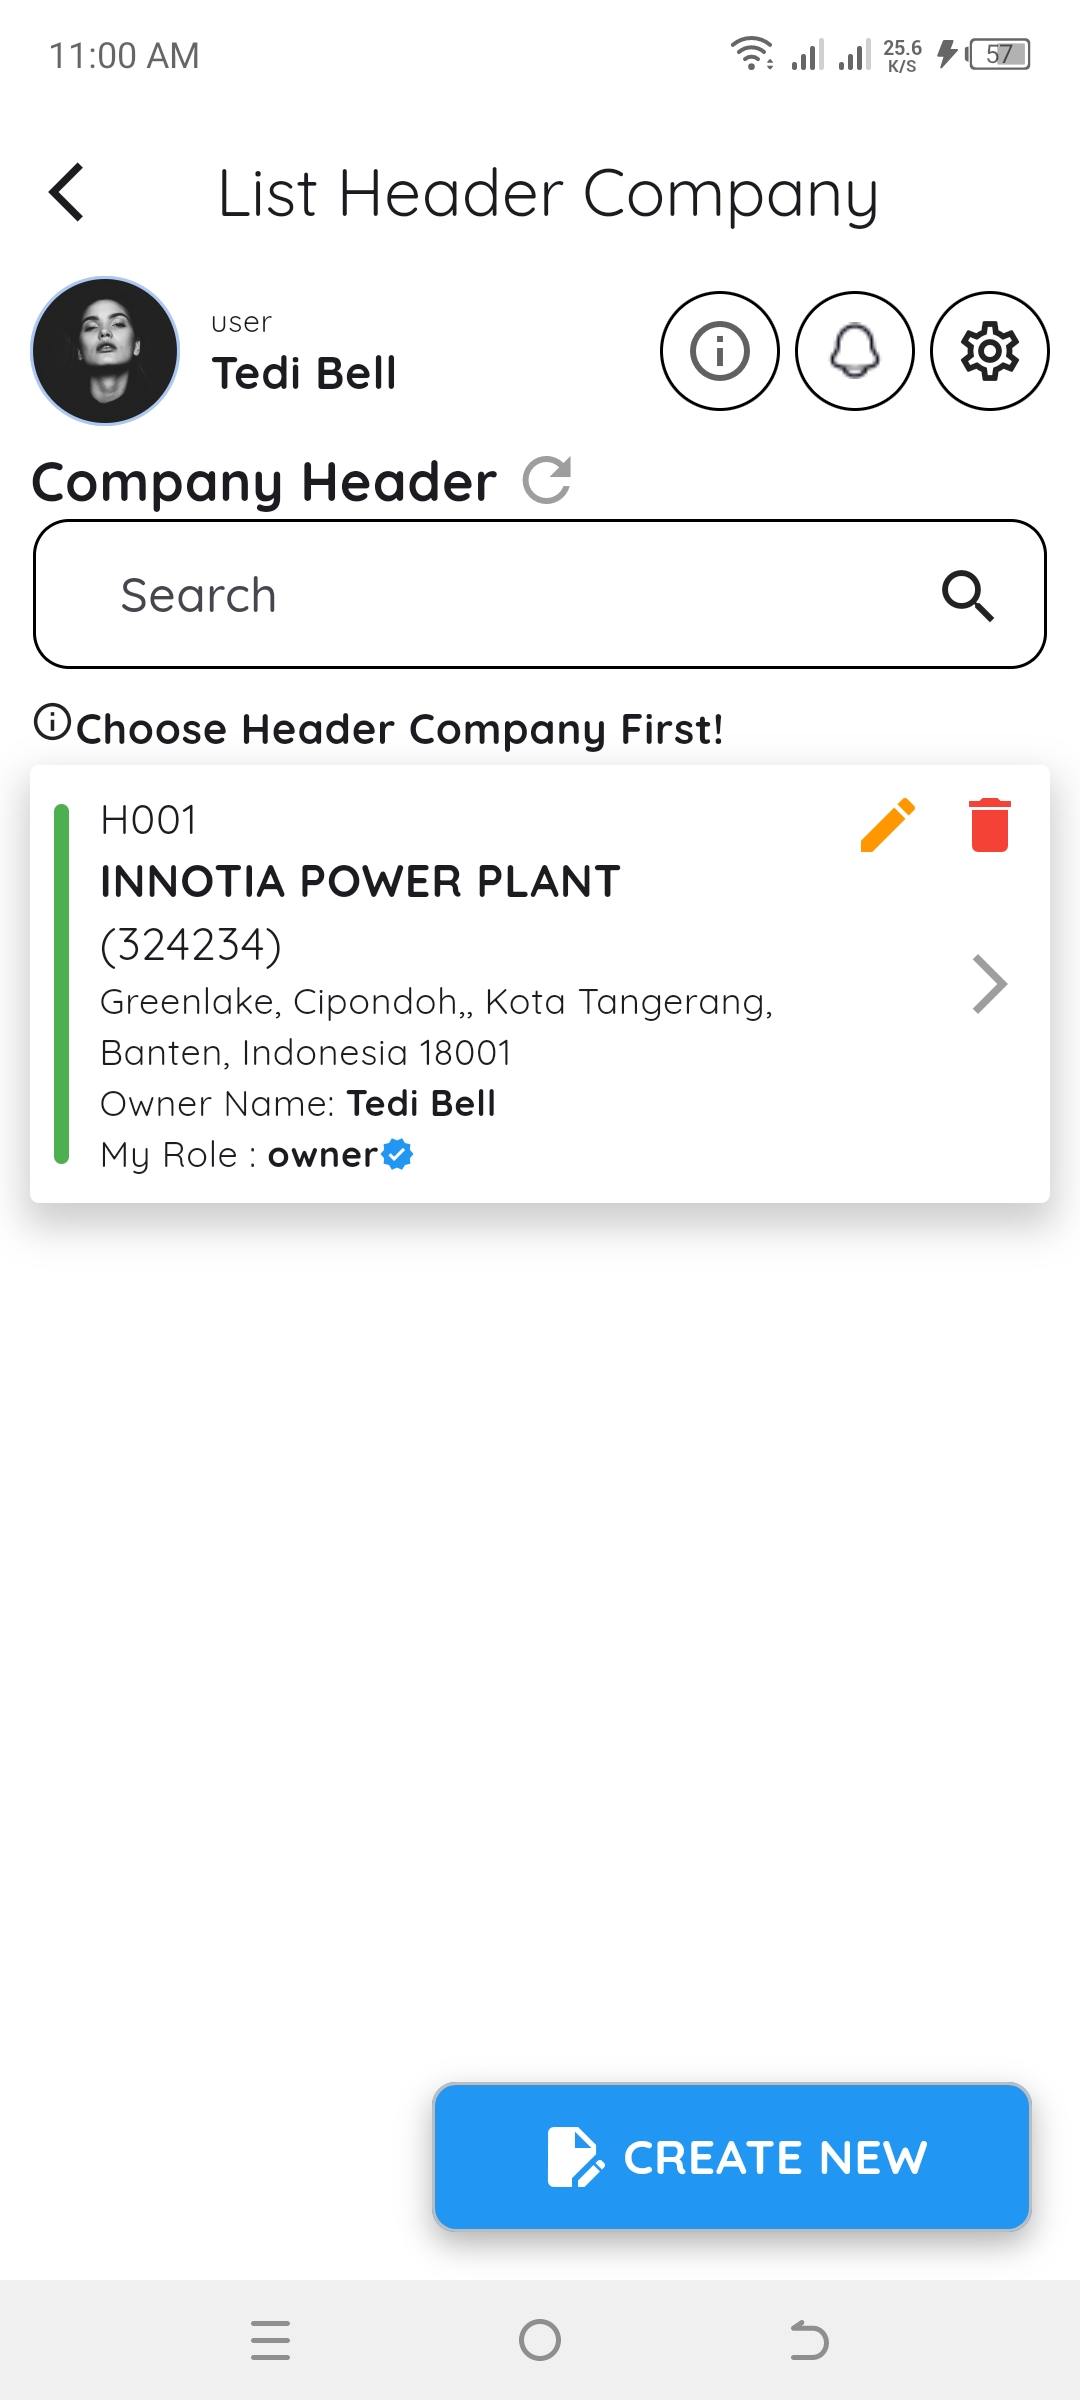 11:00 AM
25.6
K/S
57
List Header Company
user
Tedi Bell
Company Header
Search
Choose Header Company First!
H001
INNOTIA POWER PLANT
(324234)
Greenlake, Cipondoh,, Kota Tangerang,
Banten, Indonesia 18001
Owner Name: Tedi Bell
My Role : owner
CREATE NEW